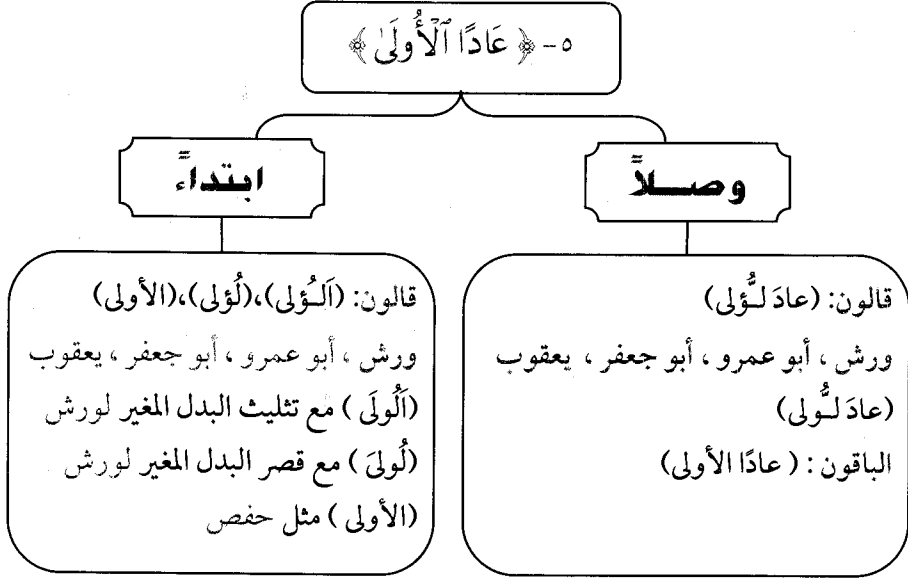 ٥- ﴿ عَادًا ٱلْأُولَىٰ ﴾
وصــلاً
قالون: (عادَ لـُّؤلى)
ورش ، أبو عمرو ، أبو جعفر ، يعقوب
(عادَ لـُّولى)
الباقون : ( عادًا الأولى)
ابتداءً
قالون: (اَلـُؤلى)،(لُؤلى)،(الأولى)
ورش ، أبو عمرو ، أبو جعفر ، يعقوب
(اَلُولَى ) مع تثليث البدل المغير لورش
(لُولَى ) مع قصر البدل المغير لورش
(الأولى ) مثل حفص